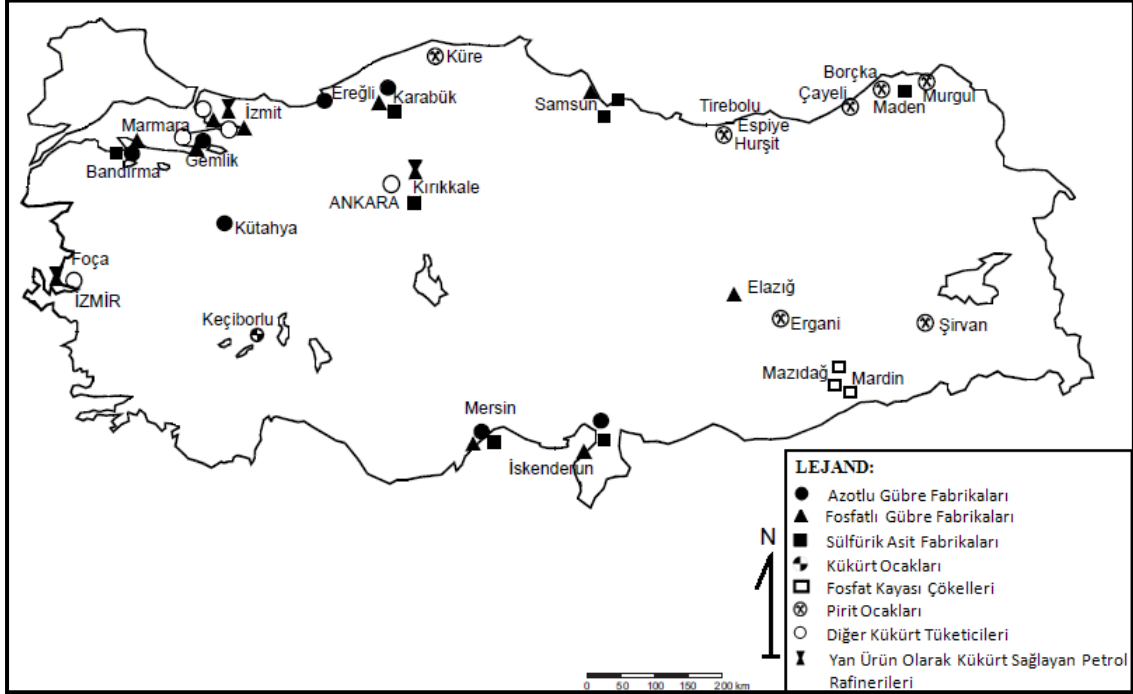 Küre
Borçka
Ereğli
Karabük
İzmit
Samsun
Tirebolu
Çayeli
Maden
Murgul
Marmara
Espiye
Hurşit
Gemlik
Bandırma
Kırıkkale
ANKARA
Kütahya
Foça
İZMİR
Elazığ
Keçiborlu
Ergani
Şirvan
Mazıdağ
Mardin
Mersin
İskenderun
LEJAND:
Azotlu Gübre Fabrikaları
Fosfatlı Gübre Fabrikaları
Sülfürik Asit Fabrikaları
Kükürt Ocakları
Fosfat Kayası Çökelleri
Pirit Ocakları
Diğer Kükürt Tüketicileri
Yan Ürün Olarak Kükürt Sağlayan Petrol
Rafinerileri
N
0 50 100 150 200 km